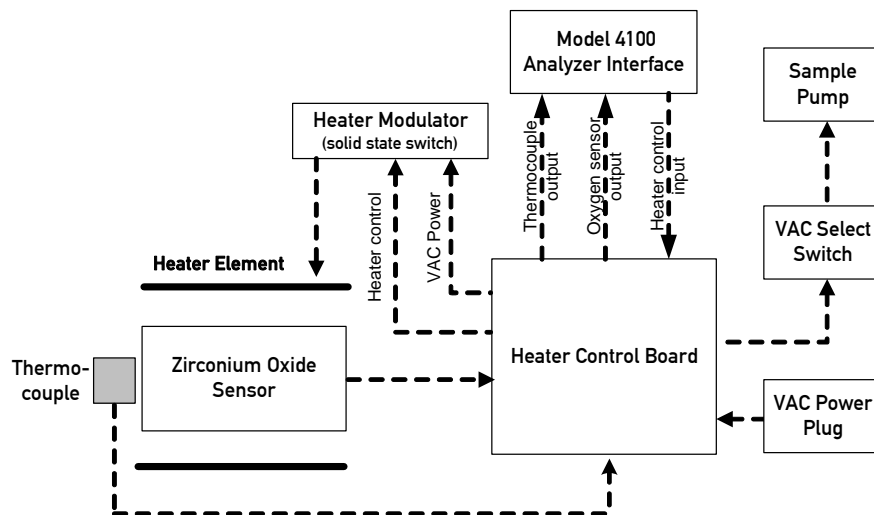 Model 4100
Analyzer Interface
Sample
Pump
Heater Modulator
(solid state switch)
Thermocouple
output
Oxygen sensor
output
Heater control
input
Heater control
VAC Power
VAC Select
Switch
Heater Element
Thermo-
couple
Zirconium Oxide
Sensor
Heater Control Board
VAC Power
Plug